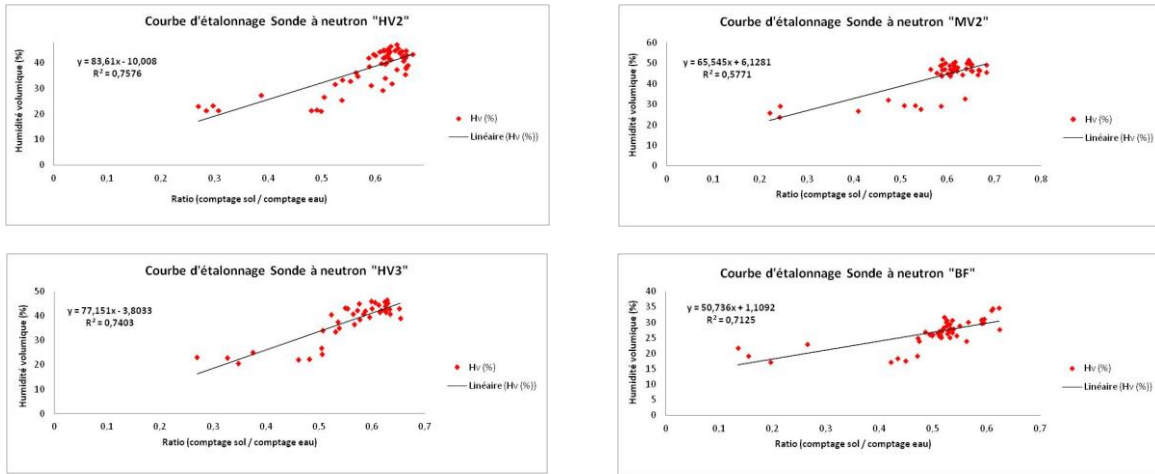 Courbe d'étalonnage Sonde à neutron "HV2"
y = 83,61x - 10,008
R² = 0,7576
Humidité volumique (%)
40
30
20
10
0
0 0,1 0,2 0,3 0,4 0,5 0,6
Ratio (comptage sol / comptage eau)
Hv (%)
Linéaire (Hv (%))
Courbe d'étalonnage Sonde à neutron "MV2"
y = 65,545x + 6,1281
R² = 0,5771
Humidité volumique (%)
60
50
40
30
20
10
0
0 0,1 0,2 0,3 0,4 0,5 0,6 0,7 0,8
Ratio (comptage sol / comptage eau)
Hv (%)
Linéaire (Hv (%))
Courbe d'étalonnage Sonde à neutron "HV3"
y = 77,151x - 3,8033
R² = 0,7403
Humidité volumique (%)
50
40
30
20
10
0
0 0,1 0,2 0,3 0,4 0,5 0,6 0,7
Ratio (comptage sol / comptage eau)
Hv (%)
Linéaire (Hv (%))
Courbe d'étalonnage Sonde à neutron "BF"
y = 50,736x + 1,1092
R² = 0,7125
Humidité volumique (%)
40
35
30
25
20
15
10
5
0
0 0,1 0,2 0,3 0,4 0,5 0,6 0,7
Ratio (comptage sol / comptage eau)
Hv (%)
Linéaire (Hv (%))